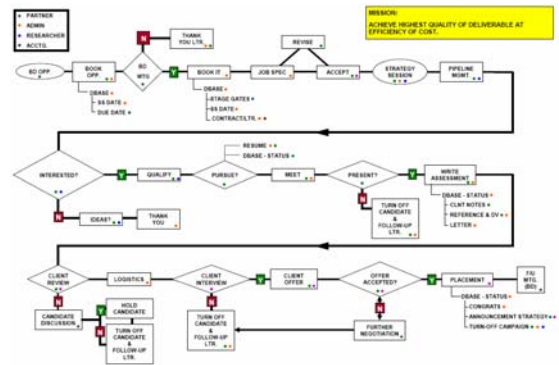 PARTNER
ADMIN
RESEARCHER
ACCTG.
MISSION:
ACHIEVE HIGHEST QUALITY OF DELIVERABLE AT
EFFICIENCY OF COST.
N
THANK
YOU LTR.
REVISE
BD OPP
BOOK
OPP.
BD
MTG
Y
BOOK IT
JOB SPEC
ACCEPT
STRATEGY
SESSION
PIPELINE
MGMT
DBASE
SS DATE
DUE DATE
DBASE
STAGE GATES
SS DATE
CONTRACT/LTR.
RESUME
DBASE - STATUS
INTERESTED?
Y
QUALIFY
PURSUE?
MEET
PRESENT?
Y
WRITE
ASSESSMENT
N
IDEAS?
THANK
YOU
N
TURN OFF
CANDIDATE
&
FOLLOW-UP
LTR.
DBASE - STATUS
CLNT NOTES
REFERENCE & DV
LETTER
CLIENT
REVIEW
LOGISTICS
CLIENT
INTERVIEW
Y
CLIENT
OFFER
OFFER
ACCEPTED?
Y
PLACEMENT
F/U
MTG.
(BD)
N
CANDIDATE
DISCUSSION
Y
HOLD
CANDIDATE
N
TURN OFF
CANDIDATE
&
FOLLOW-UP
LTR.
N
TURN OFF
CANDIDATE
&
FOLLOW-UP
LTR.
N
FURTHER
NEGOTIATION
DBASE - STATUS
CONGRATS
ANNOUNCEMENT STRATEGY
TURN-OFF CAMPAIGN